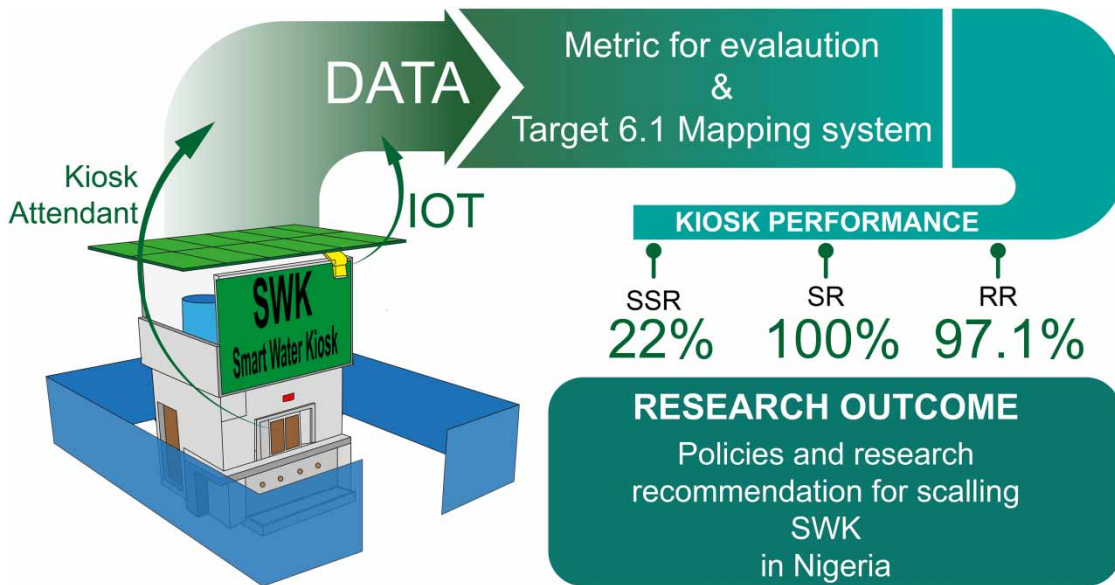 DATA
Metric for evalaution
&
Target 6.1 Mapping system
Kiosk
Attendant
IOT
SWK
Smart Water Kiosk
KIOSK PERFORMANCE
SSR
22%
SR
100%
RR
97.1%
RESEARCH OUTCOME
Policies and research
recommendation for scalling
SWK
in Nigeria